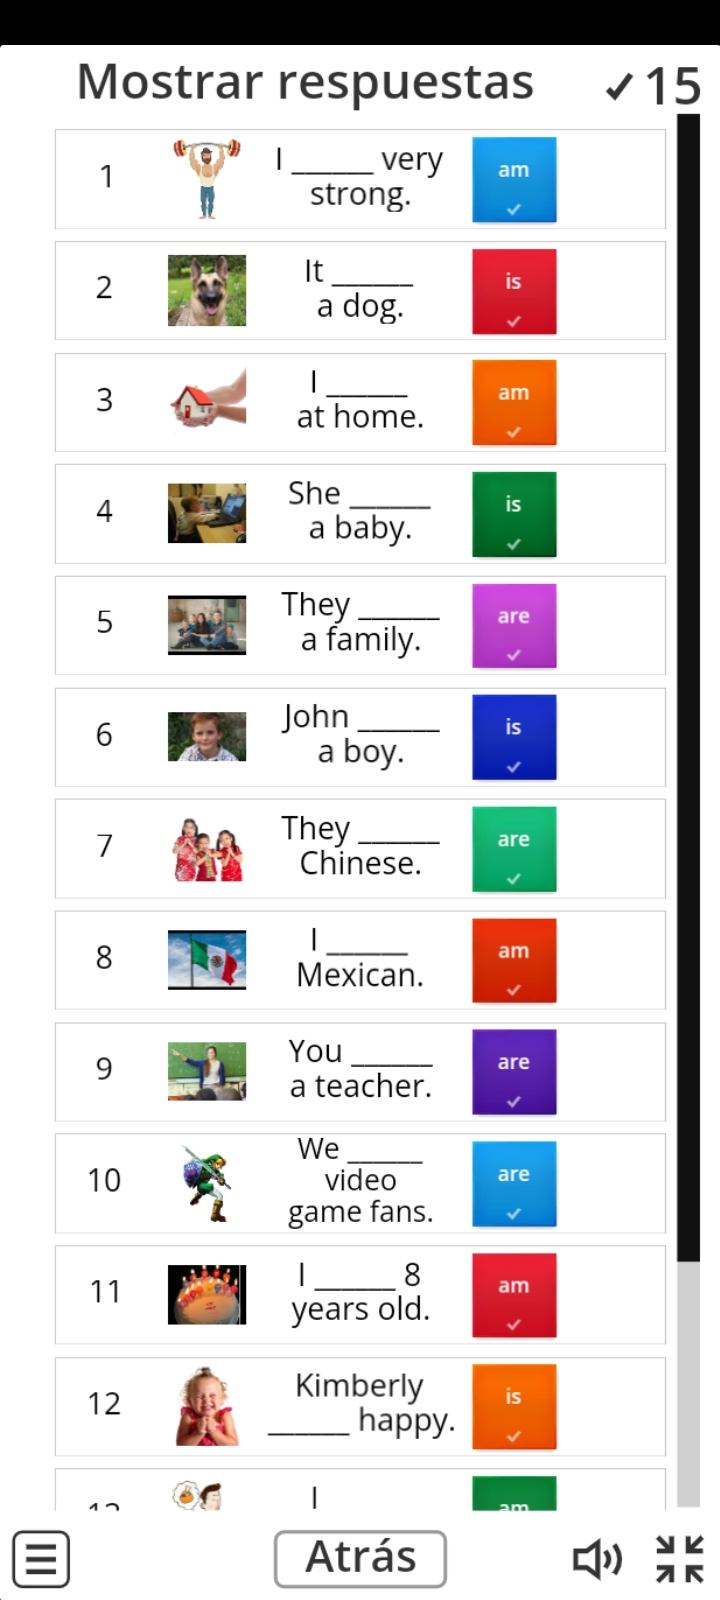 Mostrar respuestas ✓15
1 I ______ very strong. am
2 It ______ a dog. is
3 I ______ at home. am
4 She ______ a baby. is
5 They ______ a family. are
6 John ______ a boy. is
7 They ______ Chinese. are
8 I ______ Mexican. am
9 You ______ a teacher. are
10 We ______ video game fans. are
11 I ______ 8 years old. am
12 Kimberly ______ happy. is
I am
Atrás